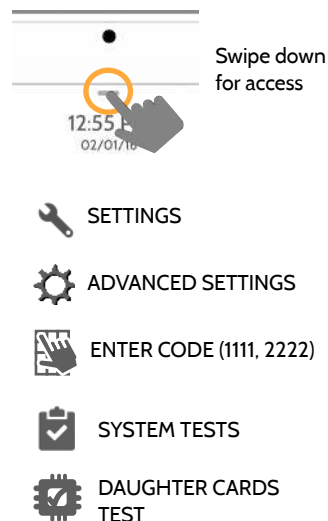 Swipe down
for access
12:55
02/01/18
SETTINGS
ADVANCED SETTINGS
ENTER CODE (1111, 2222)
SYSTEM TESTS
DAUGHTER CARDS
TEST